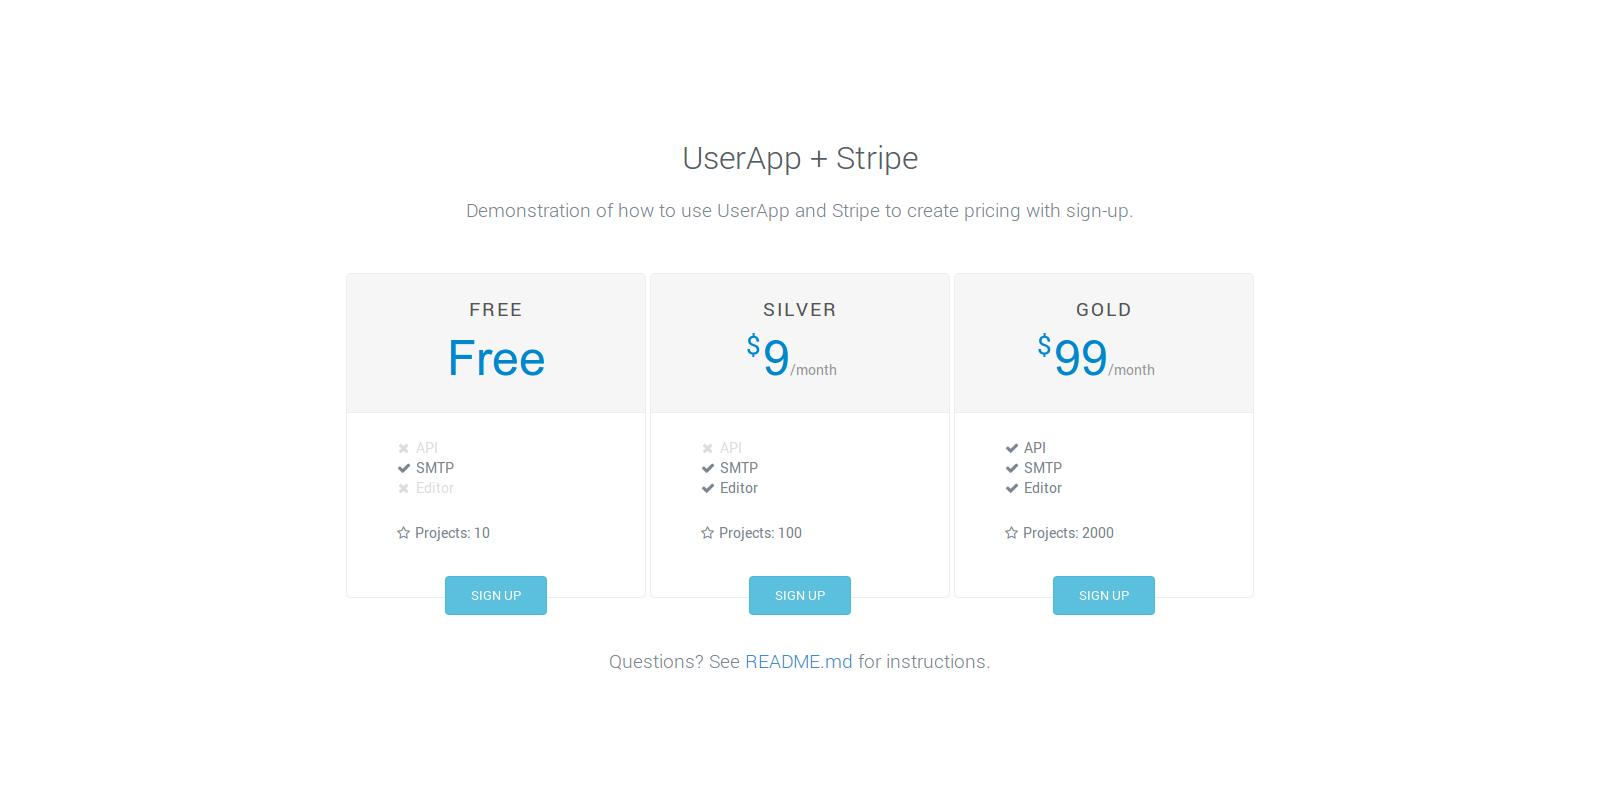 UserApp + Stripe
Demonstration of how to use UserApp and Stripe to create pricing with sign-up.
FREE
Free
API
SMTP
Editor
Projects: 10
SIGN UP
SILVER
$9/month
API
SMTP
Editor
Projects: 100
SIGN UP
GOLD
$99/month
API
SMTP
Editor
Projects: 2000
SIGN UP
Questions? See README.md for instructions.